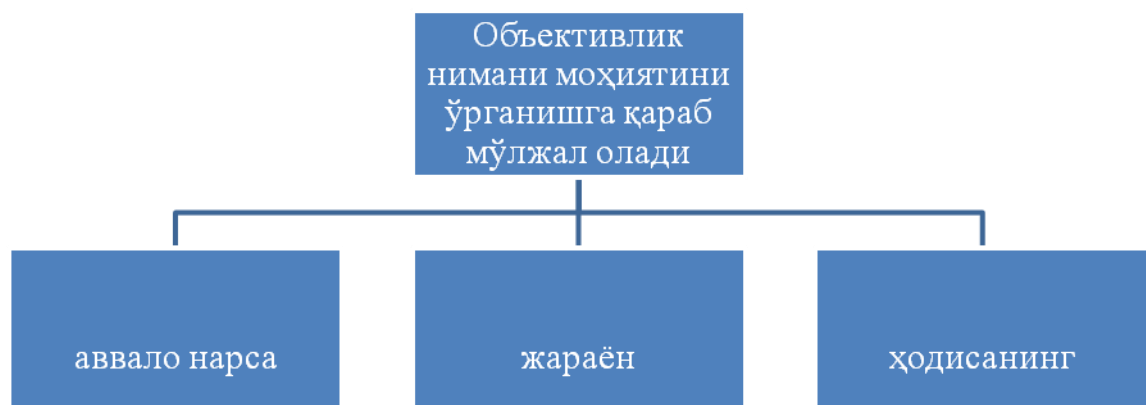 Объективлик
нимани моҳиятини
ўрганишга қараб
мўлжал олади
аввало нарса
жараён
ҳодисанинг